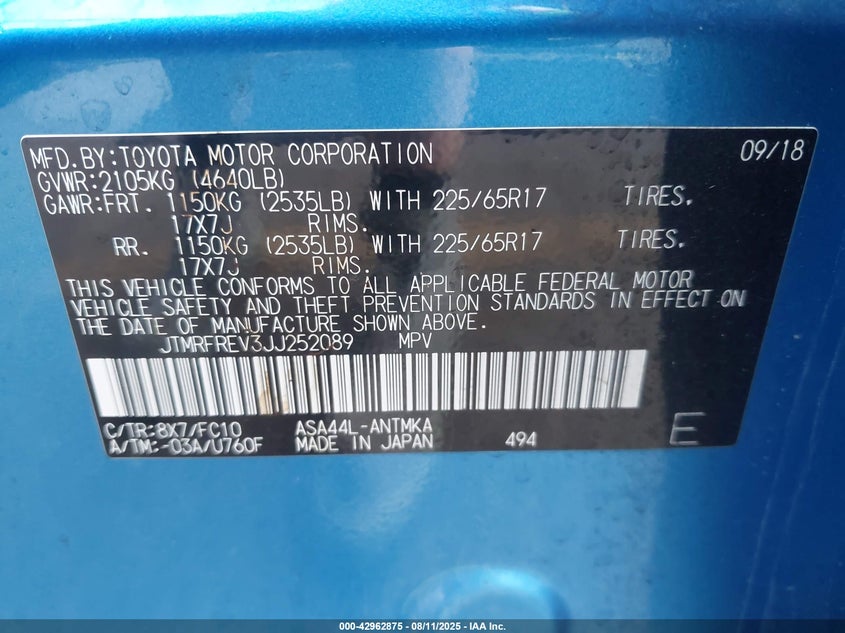 MFD.BY:TOYOTA MOTOR CORPORATION 09/18
GVWR:2105KG (4640LB)
GAWR:FRT. 1150KG (2535LB) WITH 225/65R17 TIRES.
17X7J RIMS.
RR. 1150KG (2535LB) WITH 225/65R17 TIRES.
17X7J RIMS.
THIS VEHICLE CONFORMS TO ALL APPLICABLE FEDERAL MOTOR
VEHICLE SAFETY AND THEFT PREVENTION STANDARDS IN EFFECT ON
THE DATE OF MANUFACTURE SHOWN ABOVE.
JTMRFREV3JJ252089 MPV
C/TR:8X7/FC10 ASA44L-ANTMKA
A/TM:-03A/U760F MADE IN JAPAN 494 E
000-42962875 - 08/11/2025 - IAA Inc.